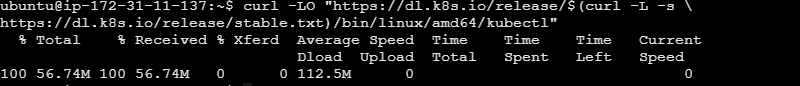 ubuntu@ip-172-31-11-137:~$ curl -LO "https://dl.k8s.io/release/$(curl -L -s \
https://dl.k8s.io/release/stable.txt)/bin/linux/amd64/kubectl"
% Total % Received % Xferd Average Speed Time Time Time Current
Dload Upload Total Spent Left Speed
100 56.74M 100 56.74M 0 0 112.5M 0 0